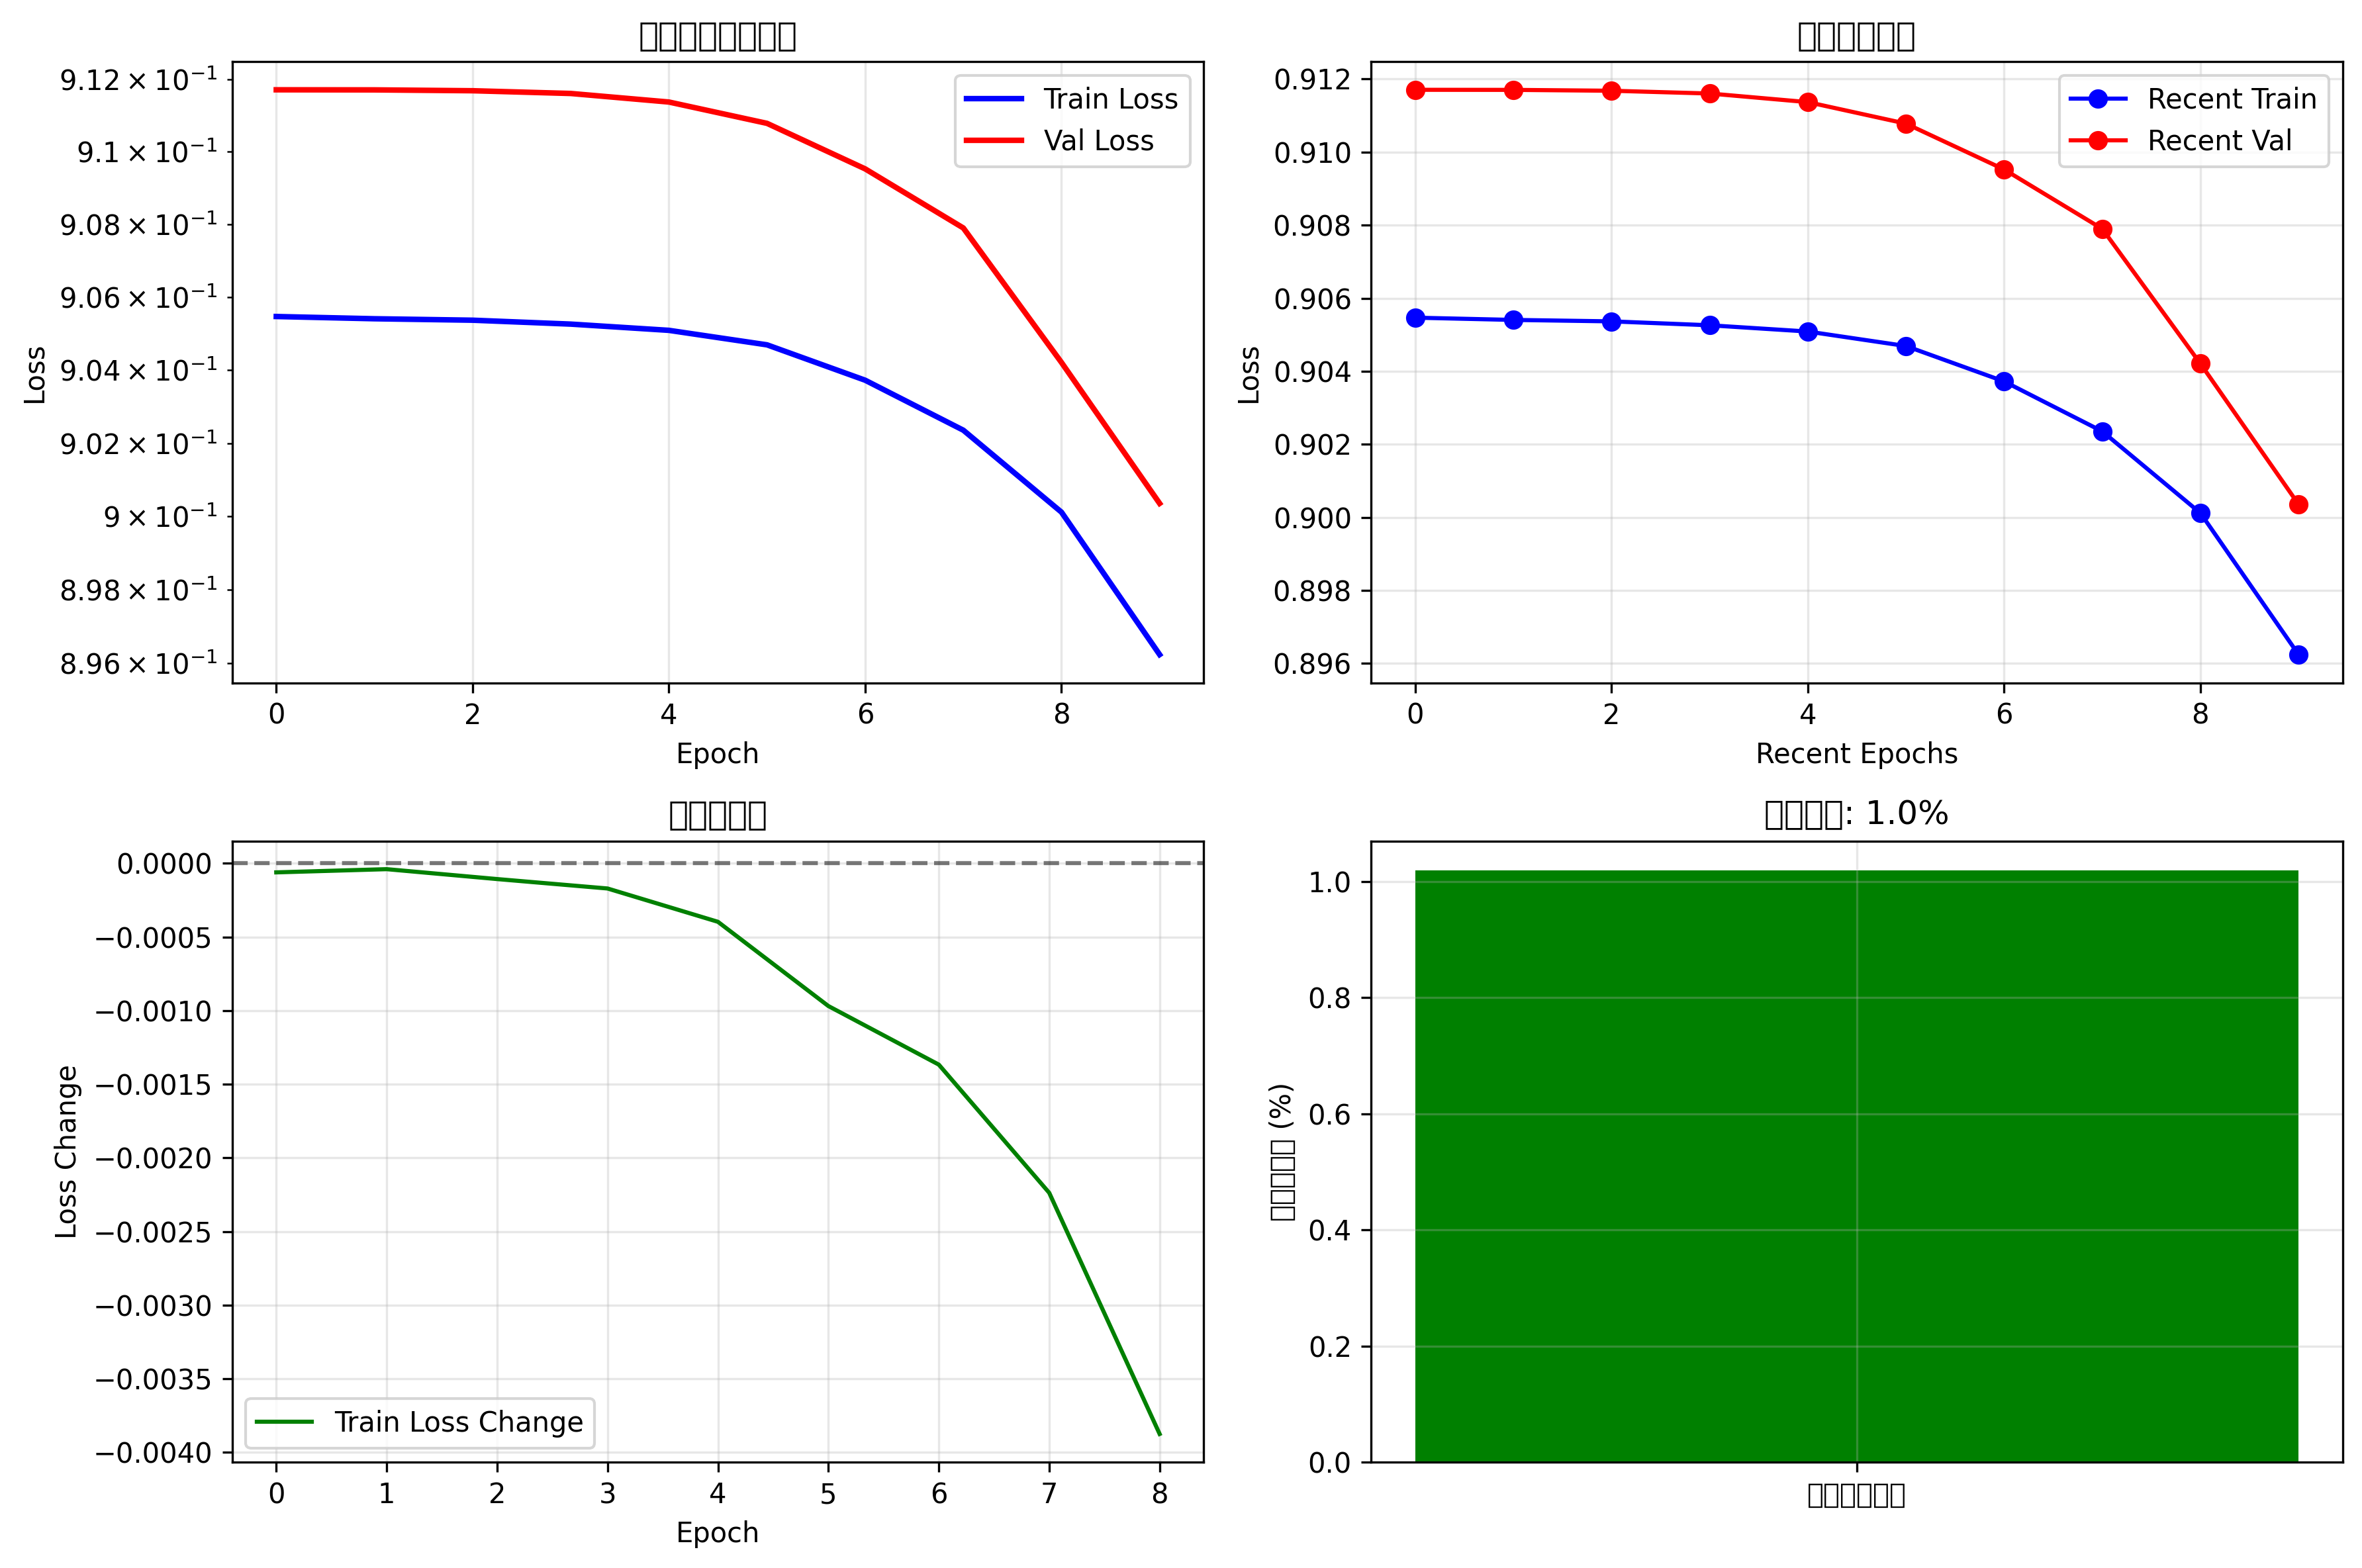 Train Loss
Val Loss
9.12 × 10⁻¹
9.1 × 10⁻¹
9.08 × 10⁻¹
9.06 × 10⁻¹
9.04 × 10⁻¹
9.02 × 10⁻¹
9 × 10⁻¹
8.98 × 10⁻¹
8.96 × 10⁻¹
Loss
0 2 4 6 8
Epoch
Recent Train
Recent Val
0.912
0.910
0.908
0.906
0.904
0.902
0.900
0.898
0.896
Loss
0 2 4 6 8
Recent Epochs
0.0000
−0.0005
−0.0010
−0.0015
−0.0020
−0.0025
−0.0030
−0.0035
−0.0040
Loss Change
Train Loss Change
0 1 2 3 4 5 6 7 8
Epoch
: 1.0%
1.0
0.8
0.6
0.4
0.2
0.0
(%)